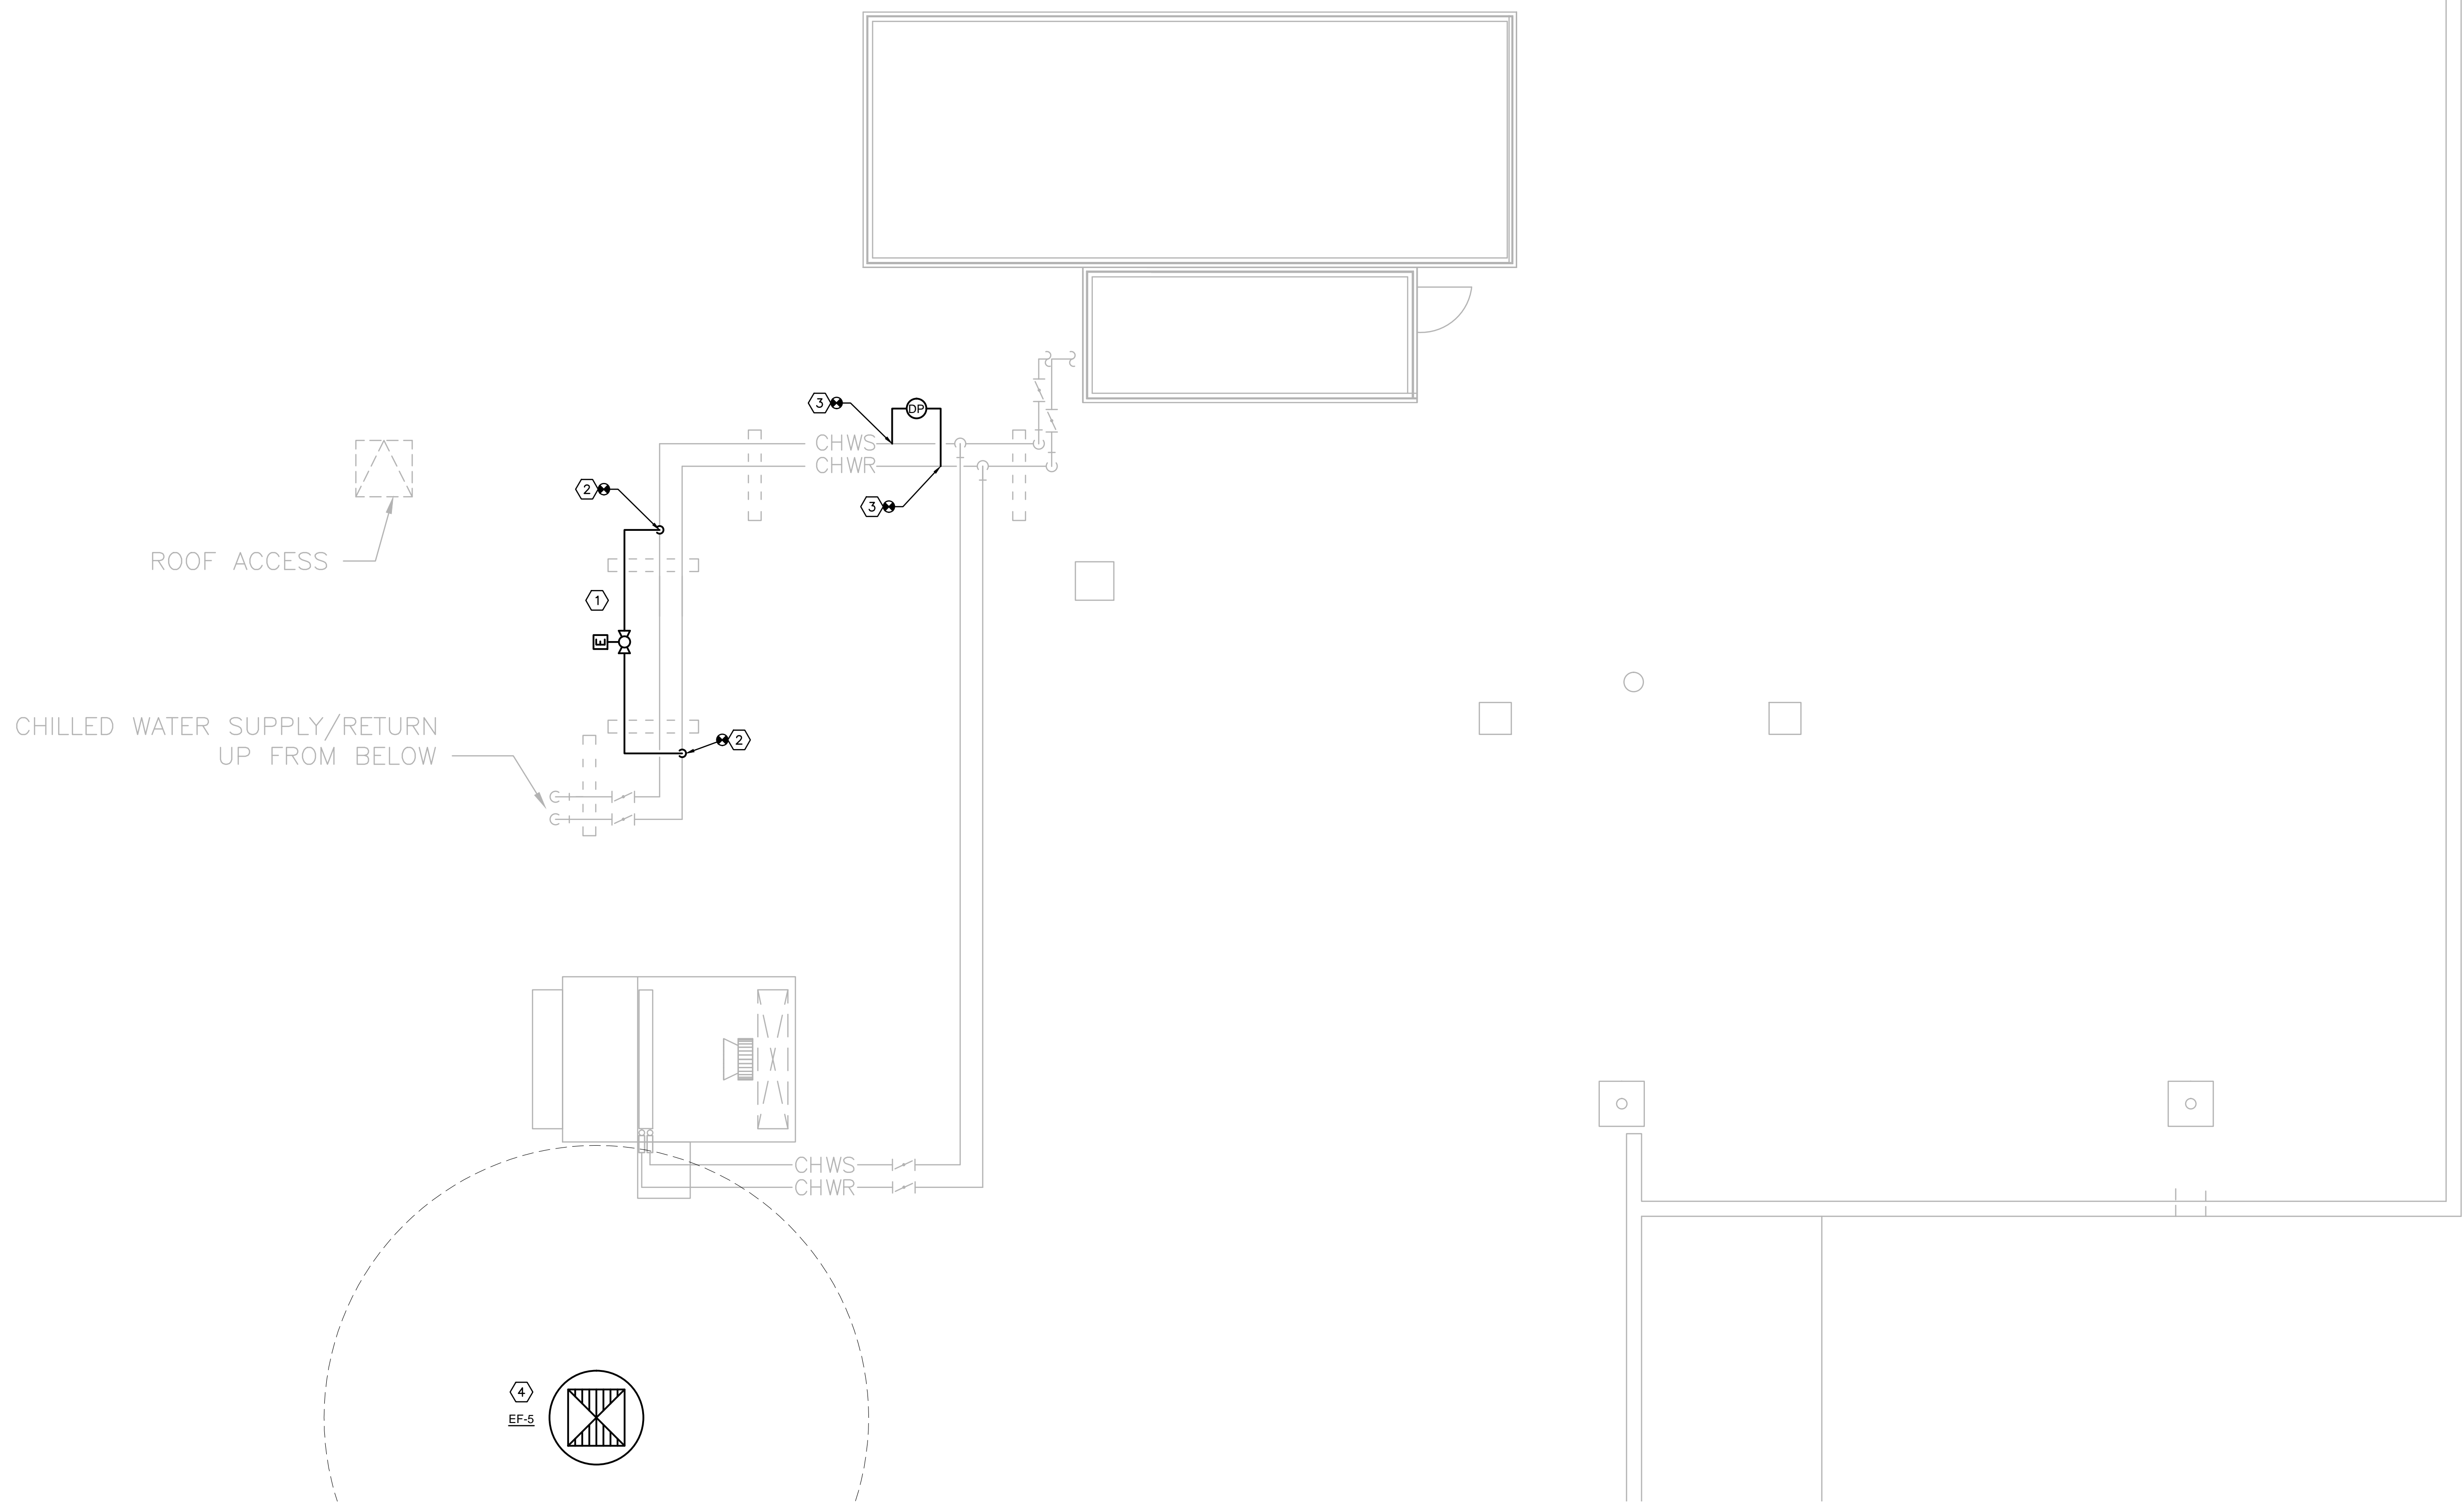 3
DP
CHWS
CHWR
2
3
ROOF ACCESS
1
E
CHILLED WATER SUPPLY/RETURN
UP FROM BELOW
2
CHWS
CHWR
4
EF-5